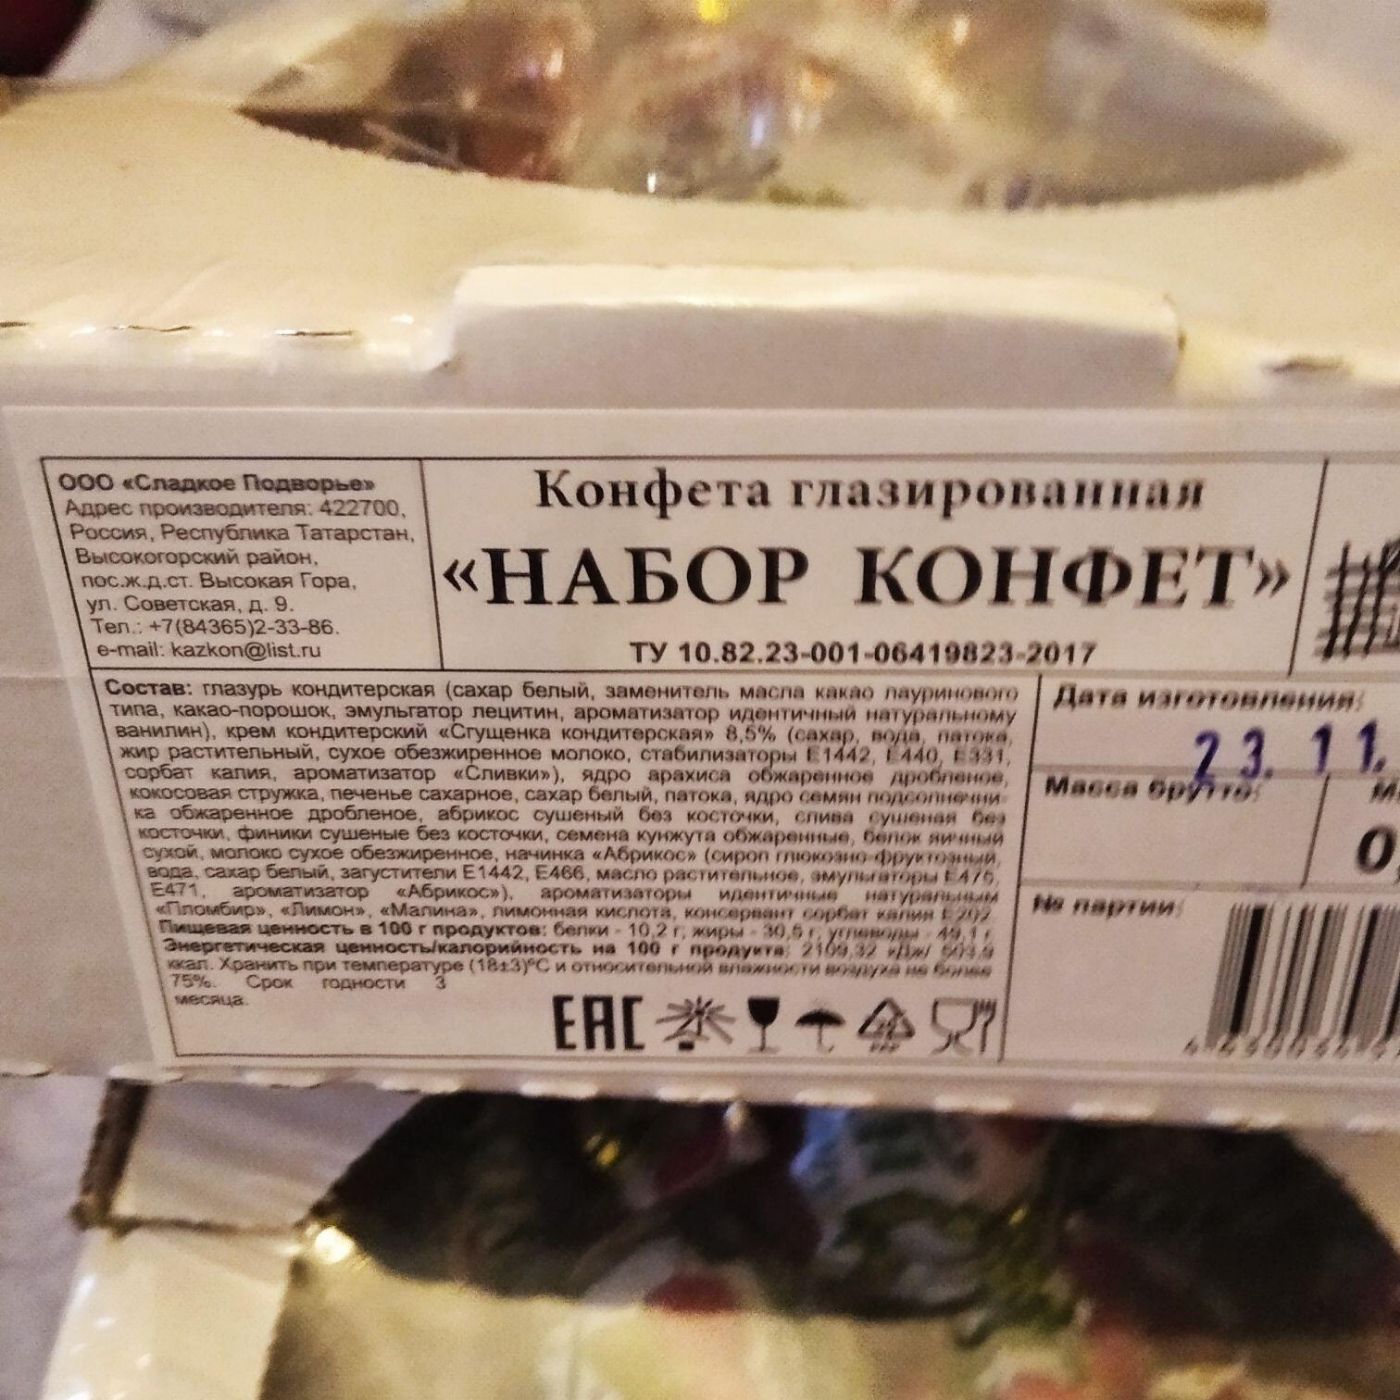 ООО «Сладкое Подворье»
Адрес производителя: 422700,
Россия, Республика Татарстан,
Высокогорский район,
пос.ж.д.ст. Высокая Гора,
ул. Советская, д. 9.
Тел.: +7(84365)2-33-86.
e-mail: kazkon@list.ru
Конфета глазированная
«НАБОР КОНФЕТ»
ТУ 10.82.23-001-06419823-2017
Состав: глазурь кондитерская (сахар белый, заменитель масла какао лауринового
типа, какао-порошок, эмульгатор лецитин, ароматизатор идентичный натуральному
ванилин), крем кондитерский «Сгущенка кондитерская» 8,5% (сахар, вода, патока,
жир растительный, сухое обезжиренное молоко, стабилизаторы Е1442, Е440, Е331,
сорбат калия, ароматизатор «Сливки»), ядро арахиса обжаренное дробленое,
кокосовая стружка, печенье сахарное, сахар белый, патока, ядро семян подсолнечни-
ка обжаренное дробленое, абрикос сушеный без косточки, слива сушеная без
косточки, финики сушеные без косточки, семена кунжута обжаренные, белок яичный
сухой, молоко сухое обезжиренное, начинка «Абрикос» (сироп глюкозно-фруктозный,
вода, сахар белый, загустители Е1442, Е466, масло растительное, эмульгаторы Е475,
Е471, ароматизатор «Абрикос»), ароматизаторы идентичные натуральным
«Пломбир», «Лимон», «Малина», лимонная кислота, консервант сорбат калия Е202.
Пищевая ценность в 100 г продуктов: белки - 10,2 г, жиры - 30,5 г, углеводы - 49,1 г.
Энергетическая ценность/калорийность на 100 г продукта: 2109,32 кДж/ 503,9
ккал. Хранить при температуре (18±3)°С и относительной влажности воздуха не более
75%. Срок годности 3
месяца.
ЕАС
Дата изготовления:
23. 11.
Масса брутто:
0,
№ партии: